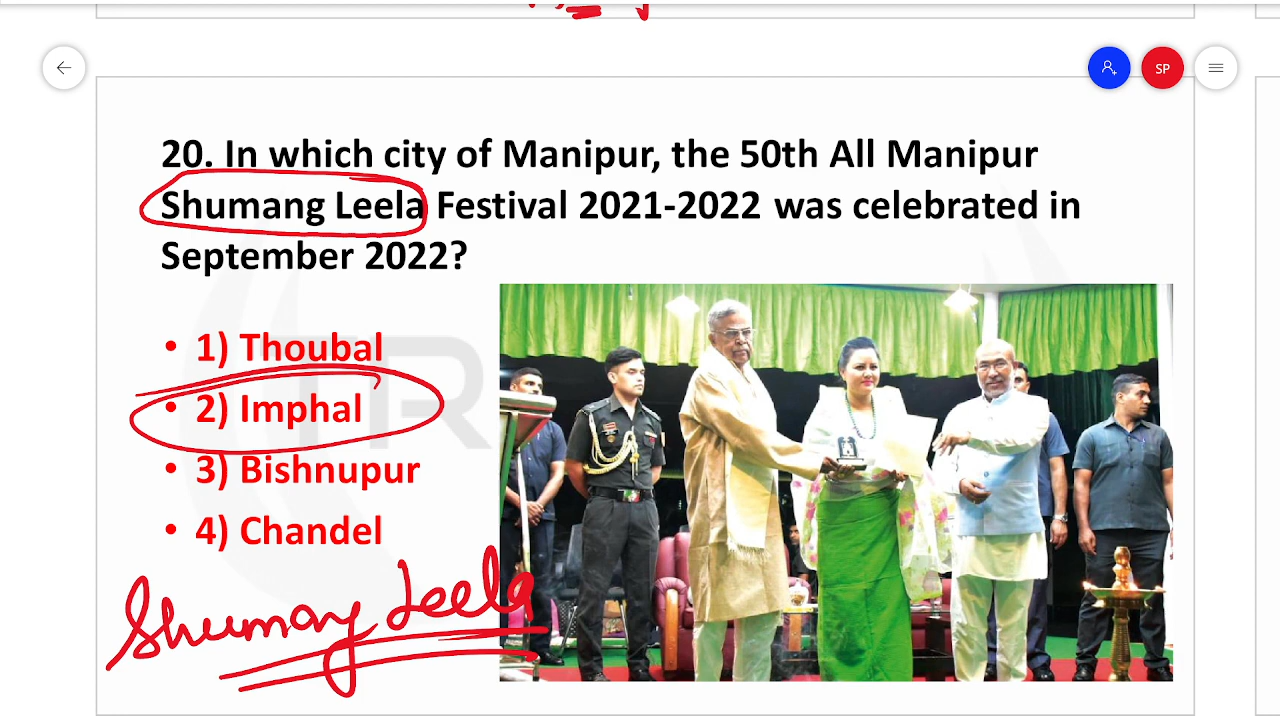 SP
20. In which city of Manipur, the 50th All Manipur
Shumang Leela Festival 2021-2022 was celebrated in
September 2022?
• 1) Thoubal
• 2) Imphal
• 3) Bishnupur
• 4) Chandel
Shumang Leela